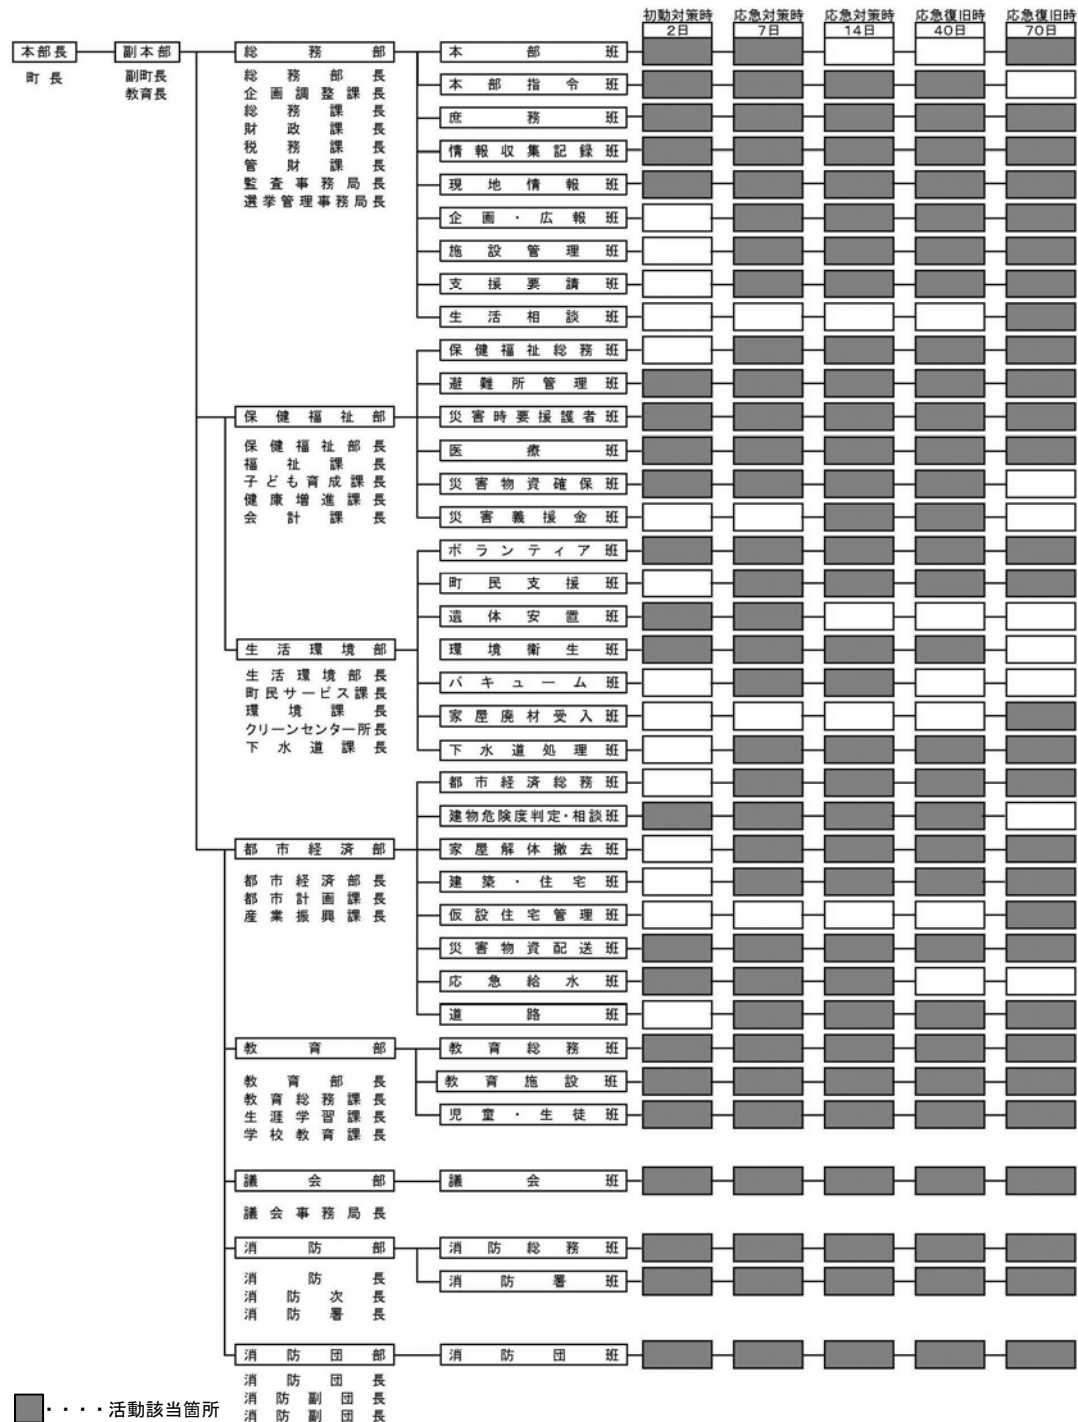 初動対策時 応急対策時 応急対策時 応急復旧時 応急復旧時
2日 7日 14日 40日 70日
本部長 副本部 総務部 本部班
町長 副町長 総務部長
教育長 企画調整課長 本部指令班
総務課長
財政課長 庶務班
税務課長 情報収集記録班
管財課長
監査事務局長 現地情報班
選挙管理事務局長
企画・広報班
施設管理班
支援要請班
生活相談班
保健福祉総務班
避難所管理班
保健福祉部 災害時要援護者班
保健福祉部長 医療班
福祉課長
子ども育成課長 災害物資確保班
健康増進課長
会計課長 災害義援金班
ボランティア班
町民支援班
遺体安置班
生活環境部 環境衛生班
生活環境部長 バキューム班
町民サービス課長
環境課長 家屋廃材受入班
クリーンセンター所長
下水道課長 下水道処理班
都市経済総務班
建物危険度判定・相談班
都市経済部 家屋解体撤去班
都市経済部長 建築・住宅班
都市計画課長
産業振興課長 仮設住宅管理班
災害物資配送班
応急給水班
道路班
教育部 教育総務班
教育部長 教育施設班
教育総務課長
生涯学習課長 児童・生徒班
学校教育課長
議会部 議会班
議会事務局長
消防部 消防総務班
消防長 消防署班
消防次長
消防署長
消防団部 消防団班
消防団長
消防副団長
消防副団長
・・・・活動該当箇所